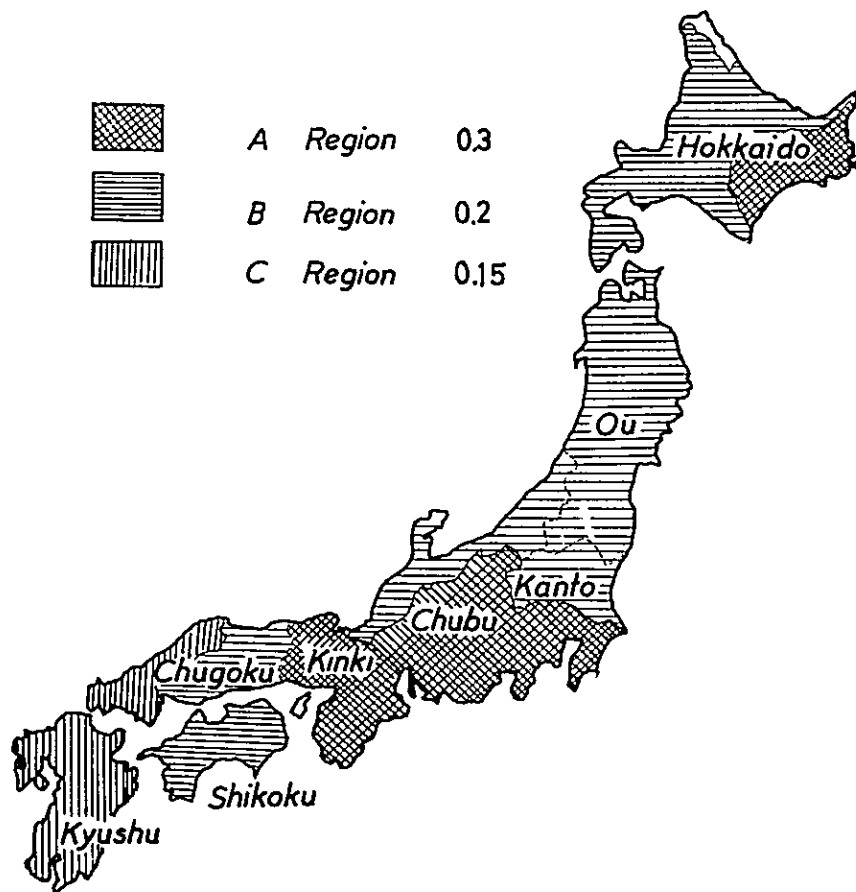 A Region 0.3
B Region 0.2
C Region 0.15
Hokkaido
Ou
Kanto
Chubu
Kinki
Chugoku
Shikoku
Kyushu